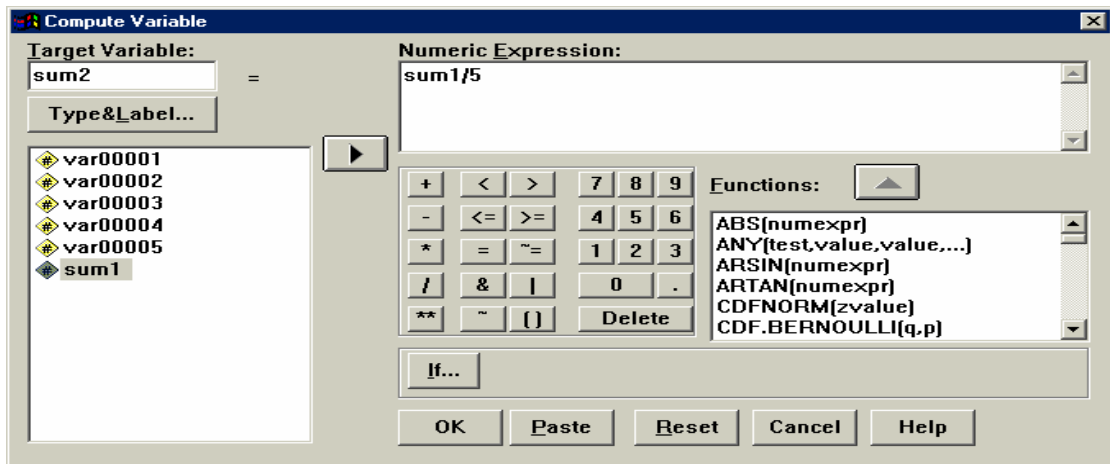 Compute Variable
Target Variable:
sum2
=
Type&Label...
Numeric Expression:
sum1/5
var00001
var00002
var00003
var00004
var00005
sum1
+ < > 7 8 9
- <= >= 4 5 6
* = ~= 1 2 3
/ & | 0 .
** ~ () Delete
Functions:
ABS(numexpr)
ANY(test,value,value,...)
ARSIN(numexpr)
ARTAN(numexpr)
CDFNORM(zvalue)
CDF.BERNOULLI(q,p)
If...
OK Paste Reset Cancel Help